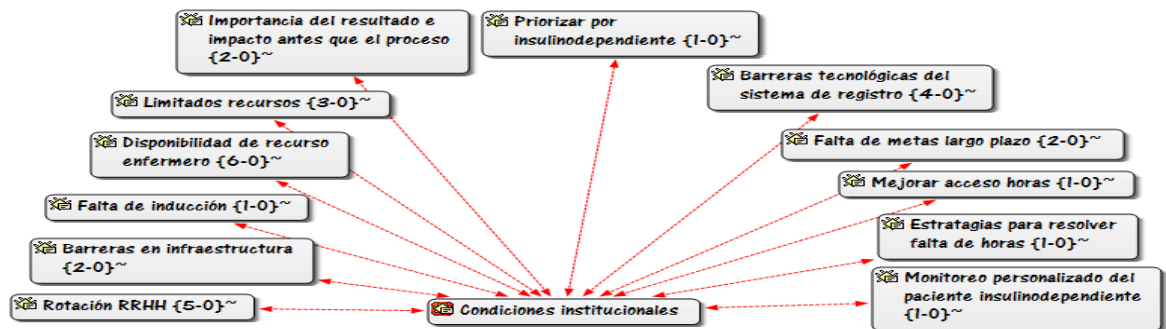 Importancia del resultado e
impacto antes que el proceso
{2-0}~
Priorizar por
insulinodependiente {1-0}~
Barreras tecnológicas del
sistema de registro {4-0}~
Limitados recursos {3-0}~
Disponibilidad de recurso
enfermero {6-0}~
Falta de metas largo plazo {2-0}~
Mejorar acceso horas {1-0}~
Falta de inducción {1-0}~
Estratagias para resolver
falta de horas {1-0}~
Barreras en infraestructura
{2-0}~
Monitoreo personalizado del
paciente insulinodependiente
{1-0}~
Rotación RRHH {5-0}~
Condiciones institucionales